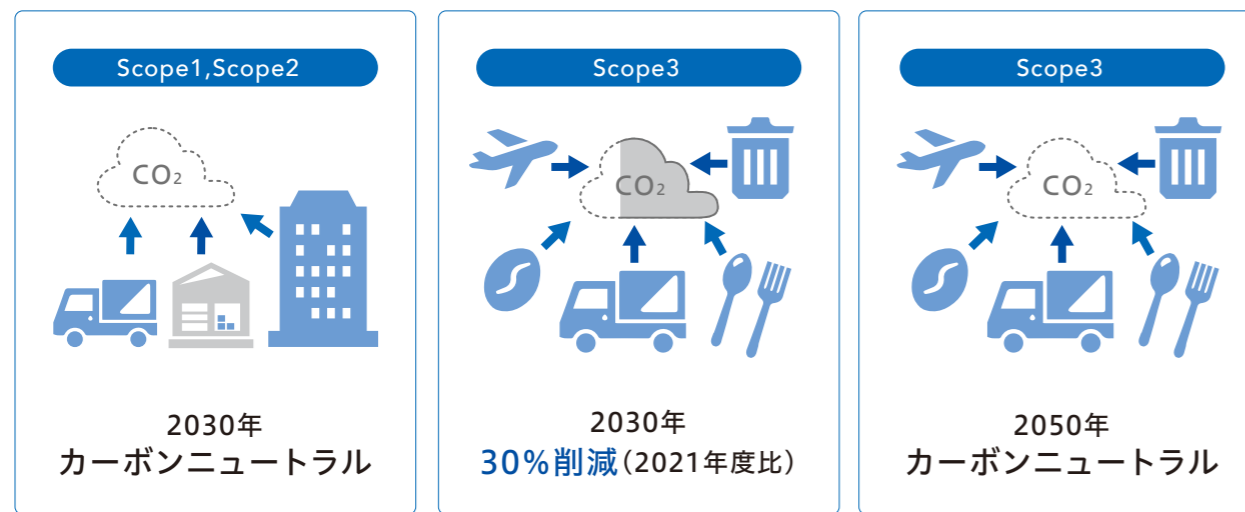 Scope1,Scope2
CO₂
2030年
カーボンニュートラル
Scope3
CO₂
2030年
30%削減(2021年度比)
Scope3
CO₂
2050年
カーボンニュートラル